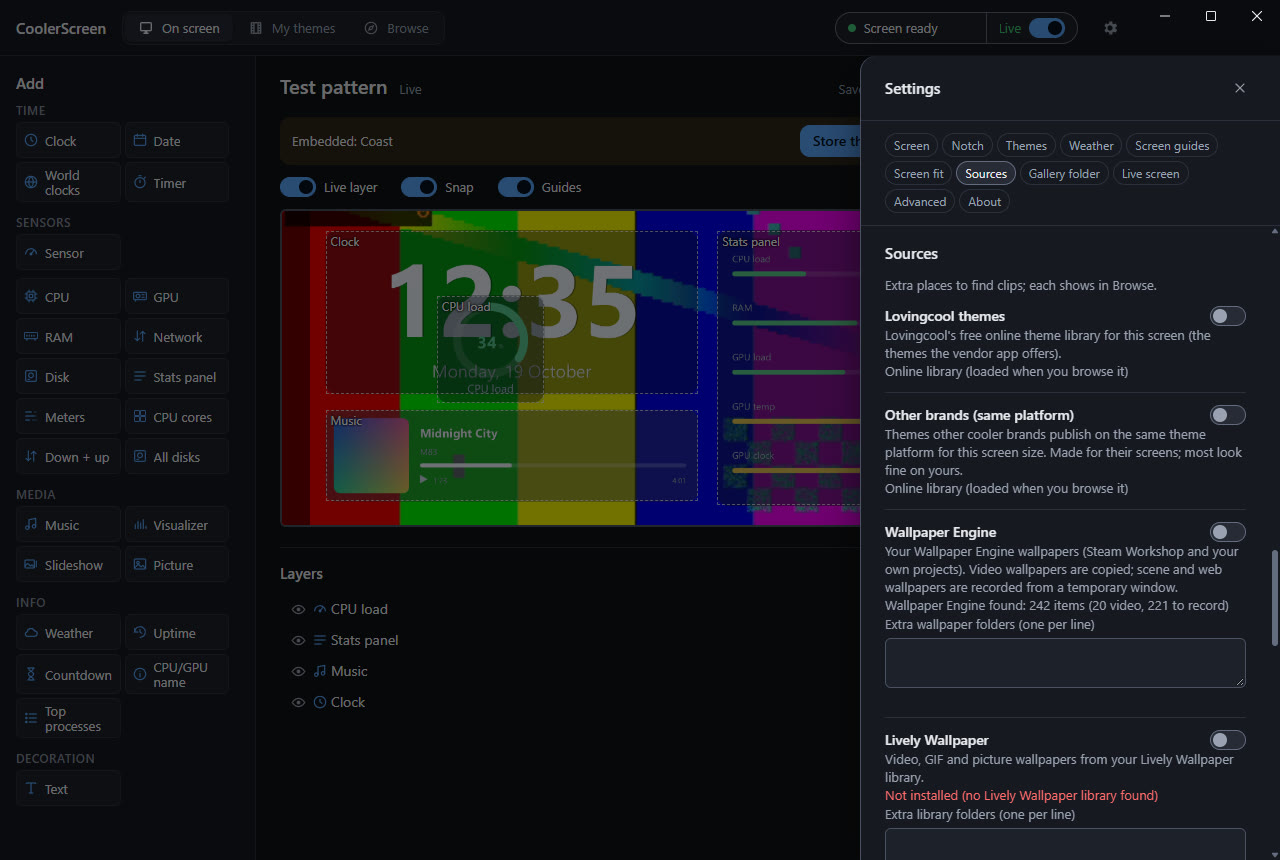 CoolerScreen
On screen
My themes
Browse
Screen ready
Live
Add
TIME
Clock
Date
World clocks
Timer
SENSORS
Sensor
CPU
GPU
RAM
Network
Disk
Stats panel
Meters
CPU cores
Down + up
All disks
MEDIA
Music
Visualizer
Slideshow
Picture
INFO
Weather
Uptime
Countdown
CPU/GPU name
Top processes
DECORATION
Text
Test pattern
Live
Embedded: Coast
Live layer
Snap
Guides
Clock
12:35
CPU load
34
Monday, 19 October
CPU load
Music
Midnight City
M83
4:01
Stats panel
CPU load
RAM
GPU load
GPU temp
GPU clock
Layers
CPU load
Stats panel
Music
Clock
Settings
Screen
Notch
Themes
Weather
Screen guides
Screen fit
Sources
Gallery folder
Live screen
Advanced
About
Sources
Extra places to find clips; each shows in Browse.
Lovingcool themes
Lovingcool's free online theme library for this screen (the
themes the vendor app offers).
Online library (loaded when you browse it)
Other brands (same platform)
Themes other cooler brands publish on the same theme
platform for this screen size. Made for their screens; most look
fine on yours.
Online library (loaded when you browse it)
Wallpaper Engine
Your Wallpaper Engine wallpapers (Steam Workshop and your
own projects). Video wallpapers are copied; scene and web
wallpapers are recorded from a temporary window.
Wallpaper Engine found: 242 items (20 video, 221 to record)
Extra wallpaper folders (one per line)
Lively Wallpaper
Video, GIF and picture wallpapers from your Lively Wallpaper
library.
Not installed (no Lively Wallpaper library found)
Extra library folders (one per line)